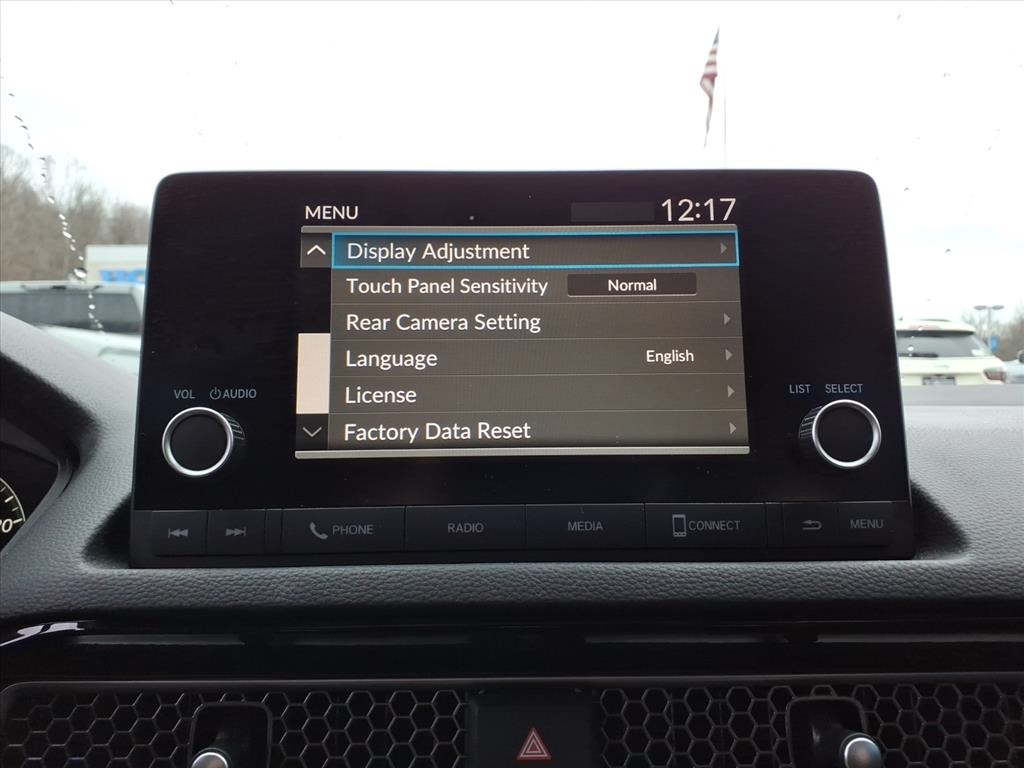 MENU 12:17
Display Adjustment
Touch Panel Sensitivity Normal
Rear Camera Setting
Language English
License
Factory Data Reset
VOL AUDIO
LIST SELECT
PHONE RADIO MEDIA CONNECT MENU